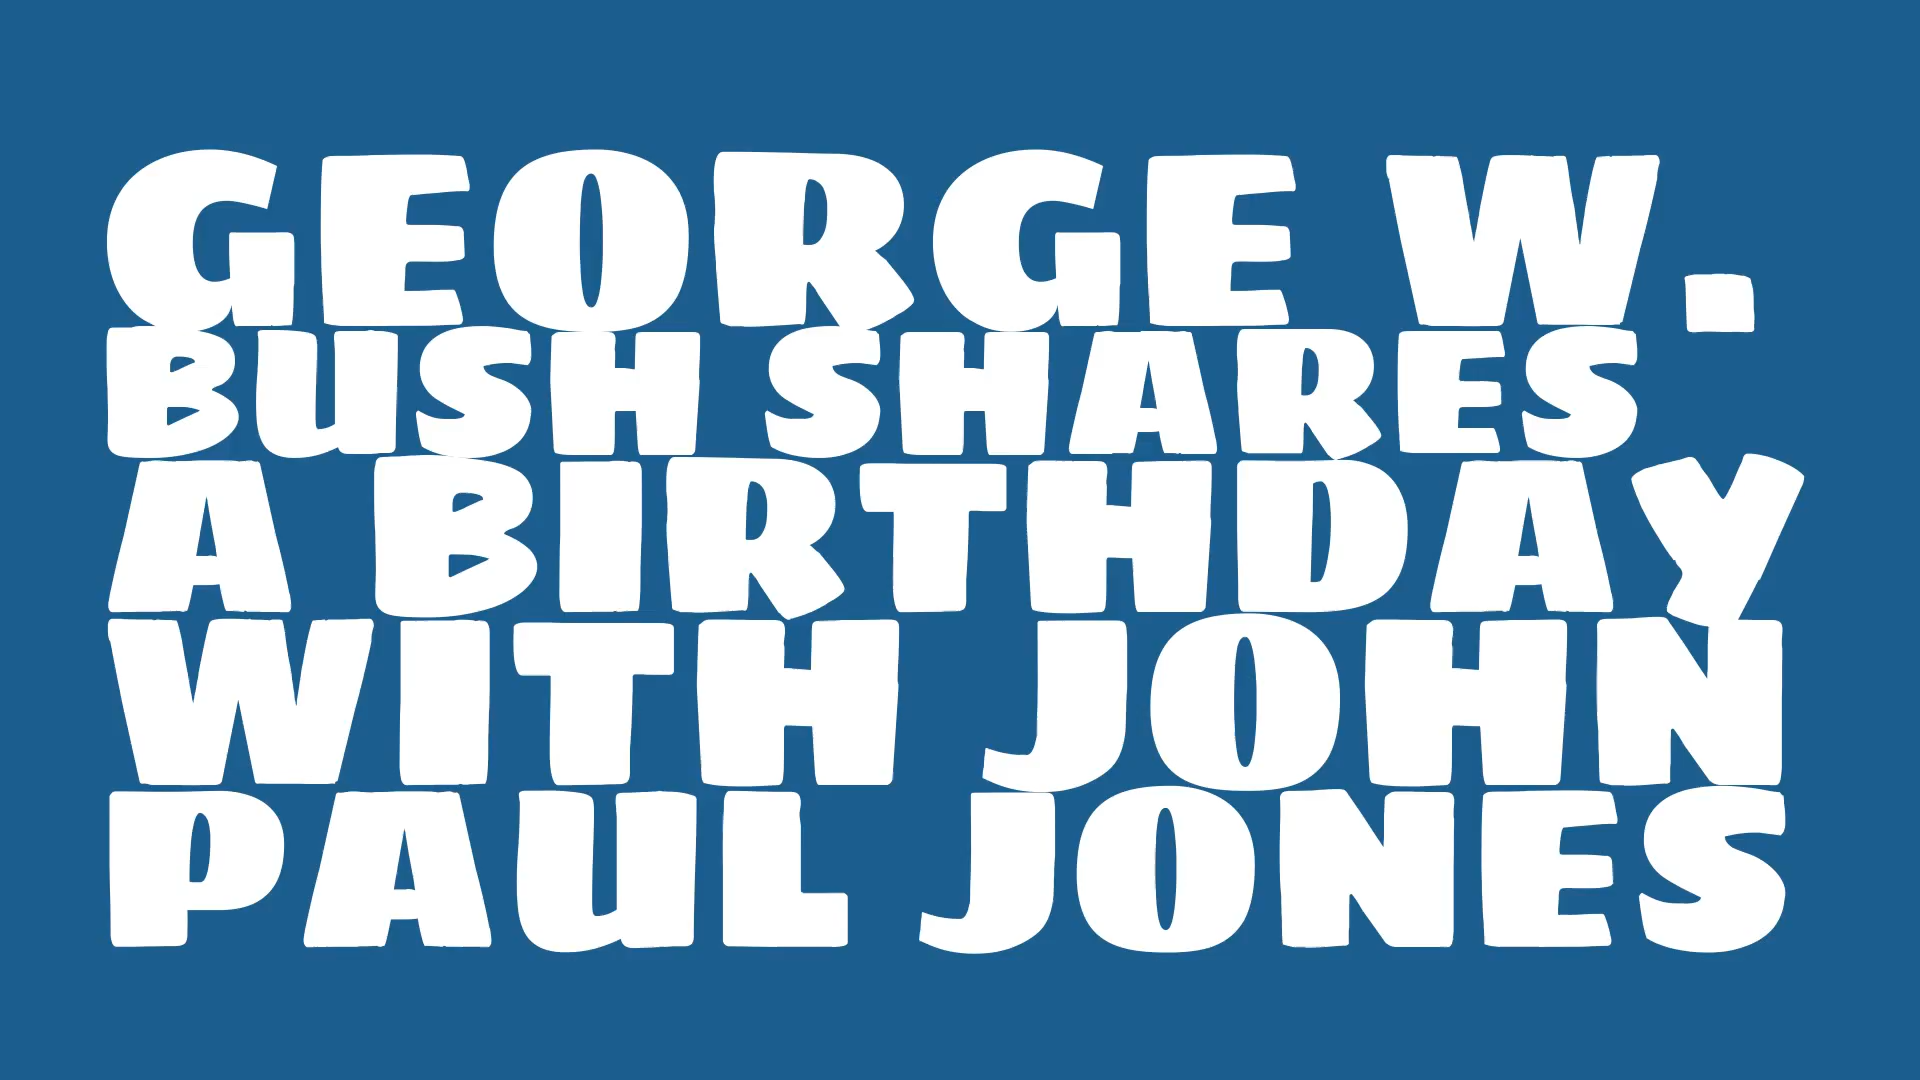 GEORGE W.
BUSH SHARES
A BIRTHDAY
WITH JOHN
PAUL JONES